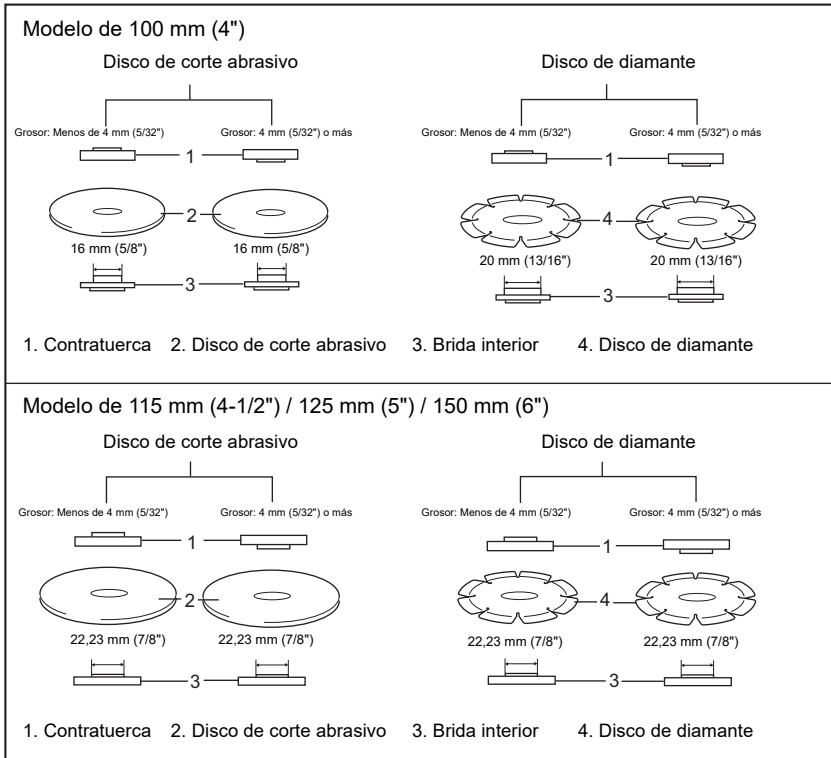 Modelo de 100 mm (4")
Disco de corte abrasivo Disco de diamante
Grosor: Menos de 4 mm (5/32") Grosor: 4 mm (5/32") o más Grosor: Menos de 4 mm (5/32") Grosor: 4 mm (5/32") o más
1 1
2 4
16 mm (5/8") 16 mm (5/8") 20 mm (13/16") 20 mm (13/16")
3 3
1. Contratuerca 2. Disco de corte abrasivo 3. Brida interior 4. Disco de diamante
Modelo de 115 mm (4-1/2") / 125 mm (5") / 150 mm (6")
Disco de corte abrasivo Disco de diamante
Grosor: Menos de 4 mm (5/32") Grosor: 4 mm (5/32") o más Grosor: Menos de 4 mm (5/32") Grosor: 4 mm (5/32") o más
1 1
2 4
22,23 mm (7/8") 22,23 mm (7/8") 22,23 mm (7/8") 22,23 mm (7/8")
3 3
1. Contratuerca 2. Disco de corte abrasivo 3. Brida interior 4. Disco de diamante